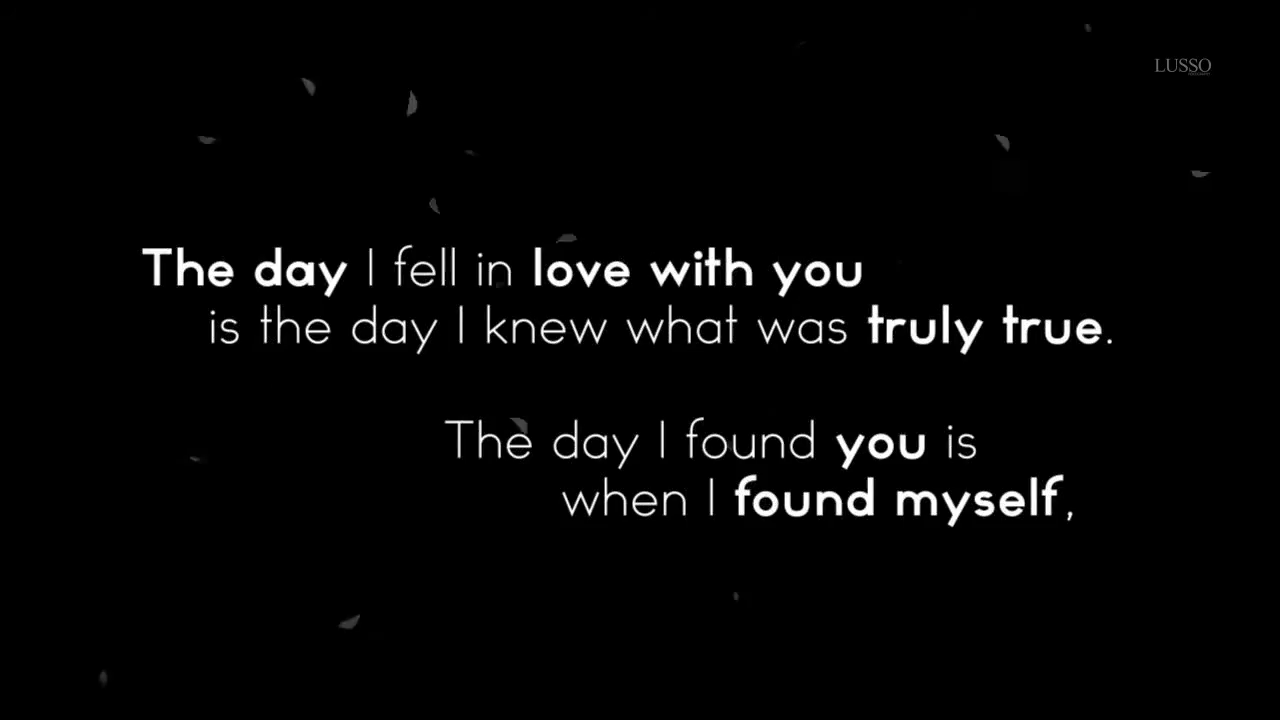 LUSSO
The day I fell in love with you
is the day I knew what was truly true.
The day I found you is
when I found myself,